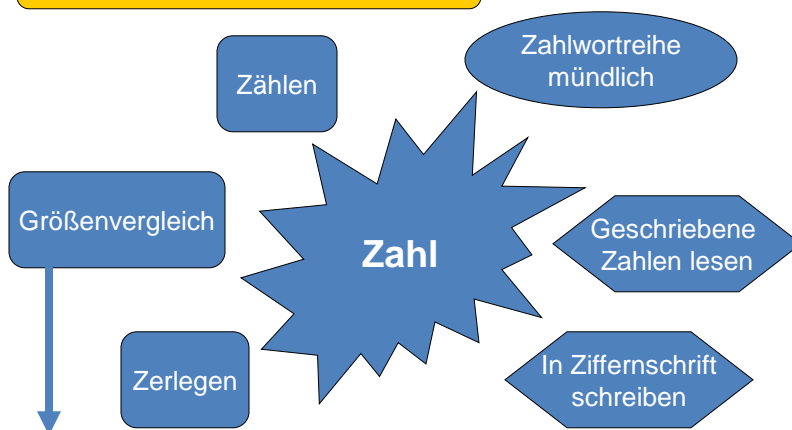 Zählen
Zahlwortreihe
mündlich
Größenvergleich
Zahl
Geschriebene
Zahlen lesen
Zerlegen
In Ziffernschrift
schreiben